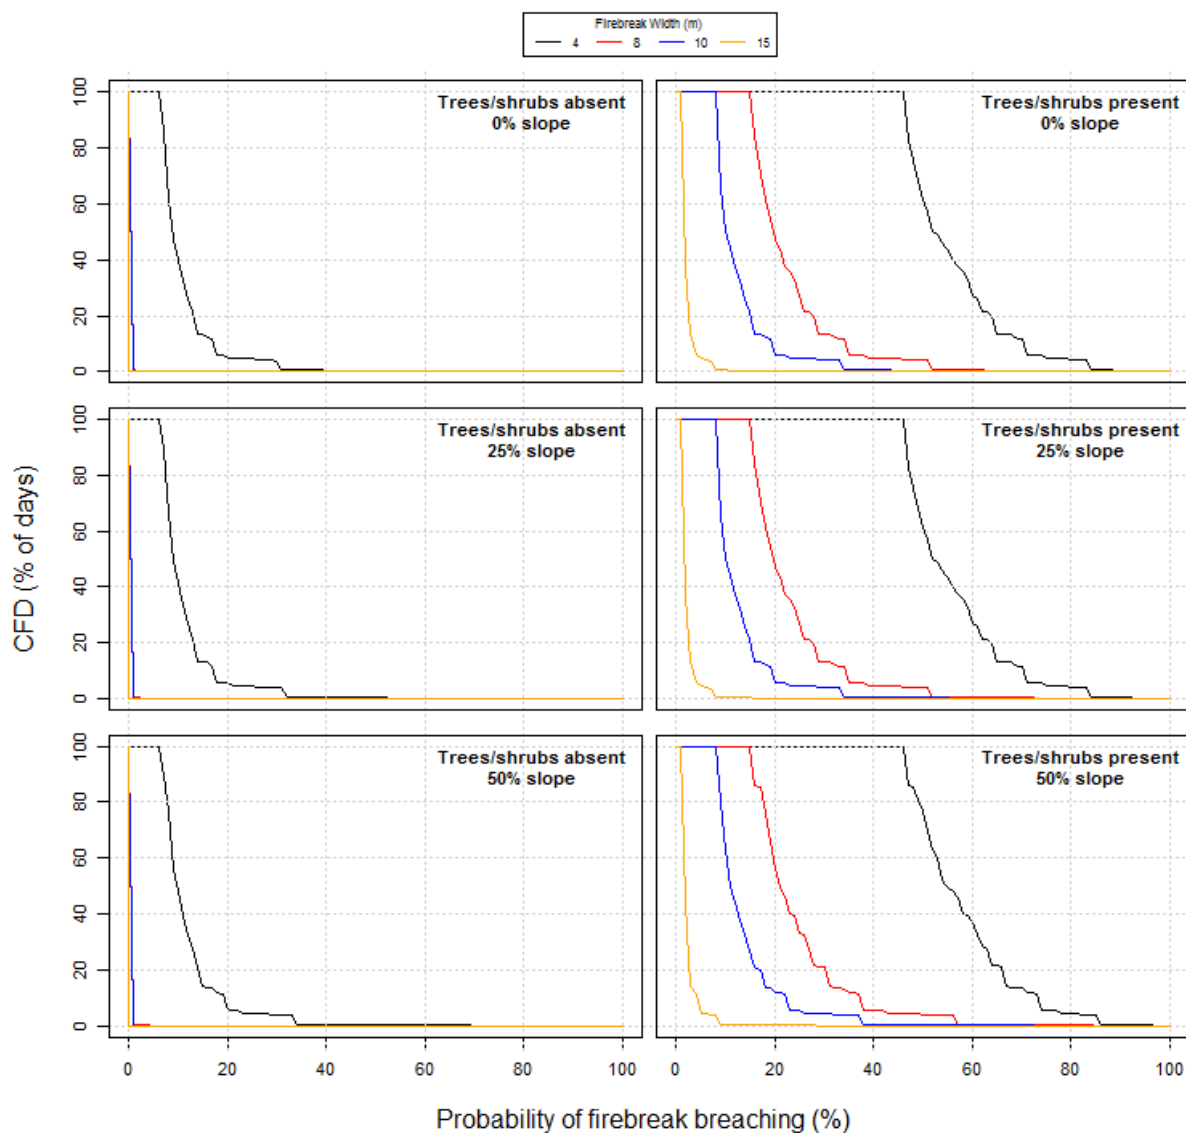 Firebreak Width (m)
4 8 10 15
Trees/shrubs absent
0% slope
Trees/shrubs present
0% slope
100
80
60
40
20
0
Trees/shrubs absent
25% slope
Trees/shrubs present
25% slope
100
80
60
40
20
0
CFD (% of days)
Trees/shrubs absent
50% slope
Trees/shrubs present
50% slope
100
80
60
40
20
0
0 20 40 60 80 100
0 20 40 60 80 100
Probability of firebreak breaching (%)